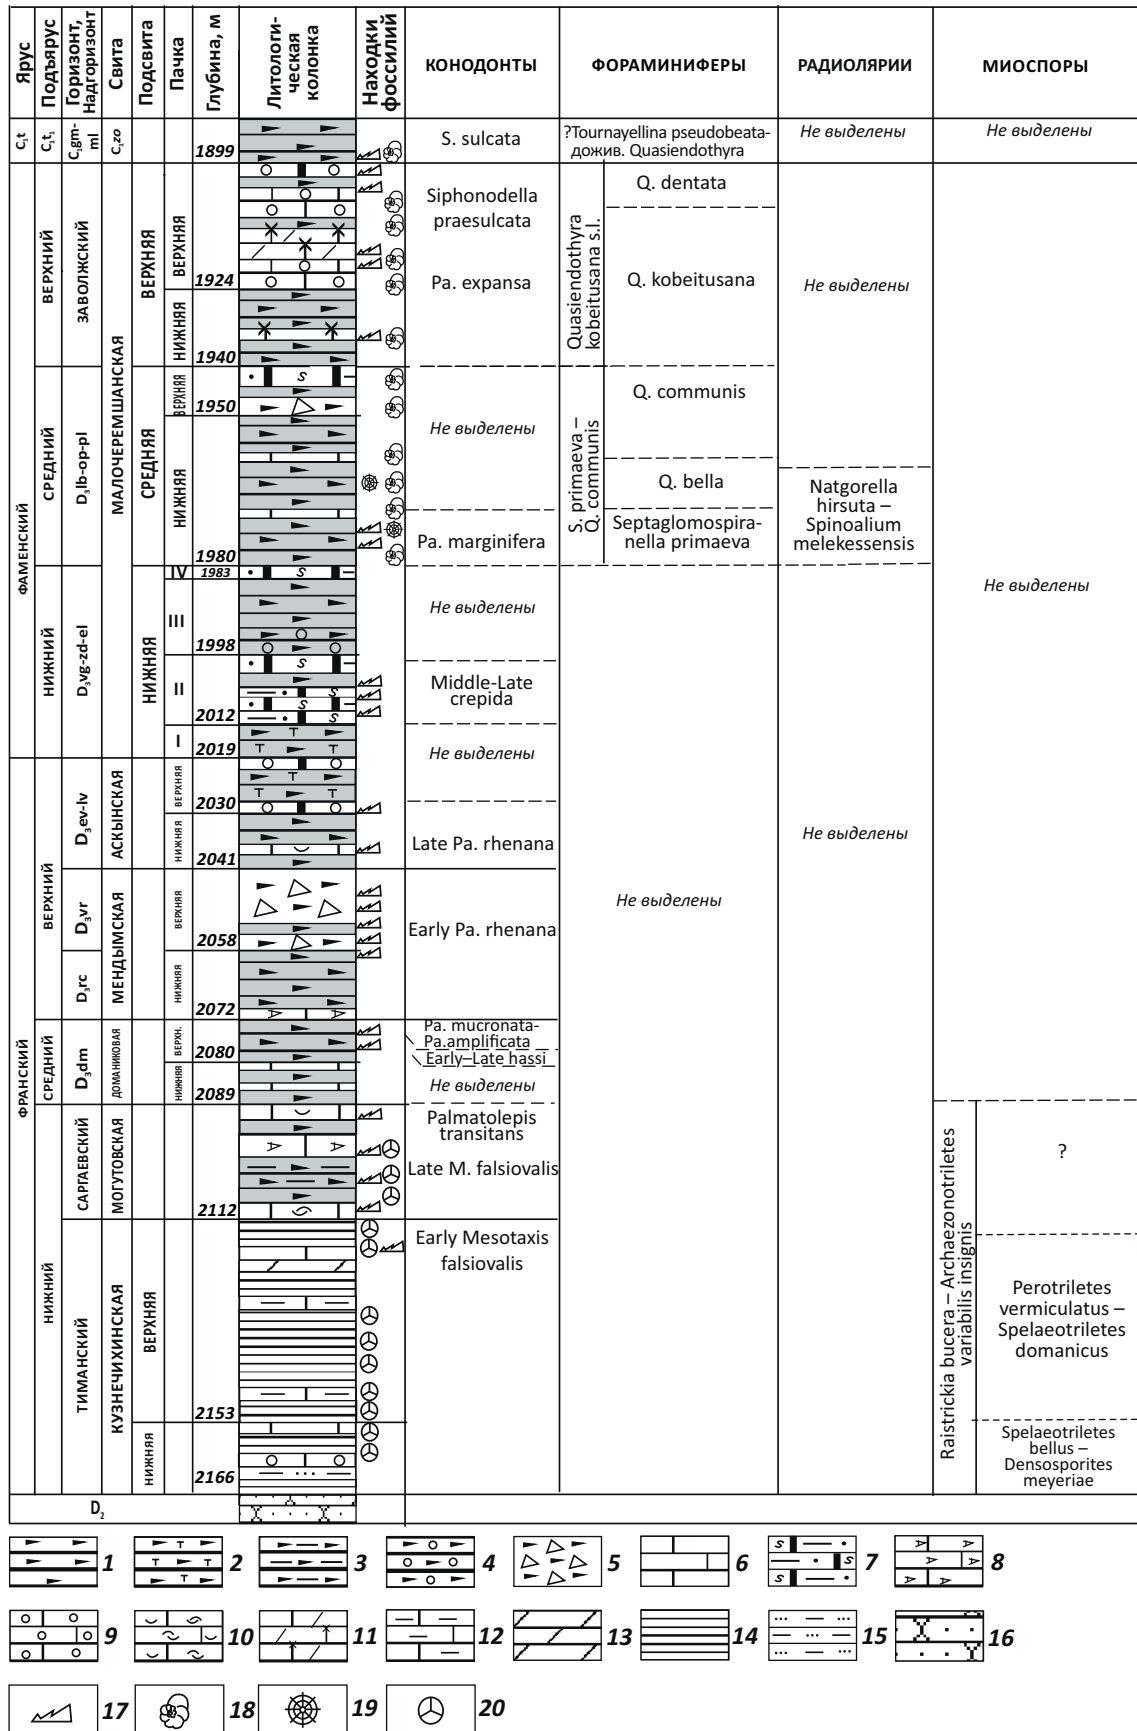 Ярус
Подъярус
Горизонт,
Надгоризонт
Свита
Подсвита
Пачка
Глубина, м
Литологи-
ческая
колонка
Находки
фоссилий
КОНОДОНТЫ
ФОРАМИНИФЕРЫ
РАДИОЛЯРИИ
МИОСПОРЫ
C₁t
C₁t₁
C₁gm-
ml
C₁zo
1899
S. sulcata
?Tournayellina pseudobeata-
дожив. Quasiendothyra
Не выделены
Не выделены
ФАМЕНСКИЙ
ВЕРХНИЙ
ЗАВОЛЖСКИЙ
МАЛОЧЕРЕМШАНСКАЯ
ВЕРХНЯЯ
ВЕРХНЯЯ
1924
НИЖНЯЯ
1940
Siphonodella
praesulcata
Pa. expansa
Quasiendothyra
kobeitusana s.l.
Q. dentata
Q. kobeitusana
Не выделены
СРЕДНИЙ
D₃lb-op-pl
СРЕДНЯЯ
ВЕРХНЯЯ
1950
НИЖНЯЯ
1980
Не выделены
Pa. marginifera
S. primaeva –
Q. communis
Q. communis
Q. bella
Septaglomospira-
nella primaeva
Natgorella
hirsuta –
Spinoalium
melekessensis
Не выделены
НИЖНИЙ
D₃vg-zd-el
НИЖНЯЯ
IV
1983
III
1998
II
2012
I
2019
Не выделены
Middle-Late
crepida
Не выделены
ФРАНСКИЙ
ВЕРХНИЙ
D₃ev-lv
АСКЫНСКАЯ
ВЕРХНЯЯ
2030
НИЖНЯЯ
2041
Late Pa. rhenana
Не выделены
D₃vr
МЕНДЫМСКАЯ
ВЕРХНЯЯ
2058
Early Pa. rhenana
Не выделены
D₃rc
НИЖНЯЯ
2072
СРЕДНИЙ
D₃dm
ДОМАНИКОВАЯ
ВЕРХН.
2080
НИЖНЯЯ
2089
Pa. mucronata-
Pa.amplificata
Early–Late hassi
Не выделены
НИЖНИЙ
САРГАЕВСКИЙ
МОГУТОВСКАЯ
2112
Palmatolepis
transitans
Late M. falsiovalis
Raistrickia bucera – Archaezonotriletes
variabilis insignis
?
ТИМАНСКИЙ
КУЗНЕЧИХИНСКАЯ
ВЕРХНЯЯ
2153
Early Mesotaxis
falsiovalis
Perotriletes
vermiculatus –
Spelaeotriletes
domanicus
НИЖНЯЯ
2166
Spelaeotriletes
bellus –
Densosporites
meyeriae
D₂
1
2
3
4
5
6
7
8
9
10
11
12
13
14
15
16
17
18
19
20